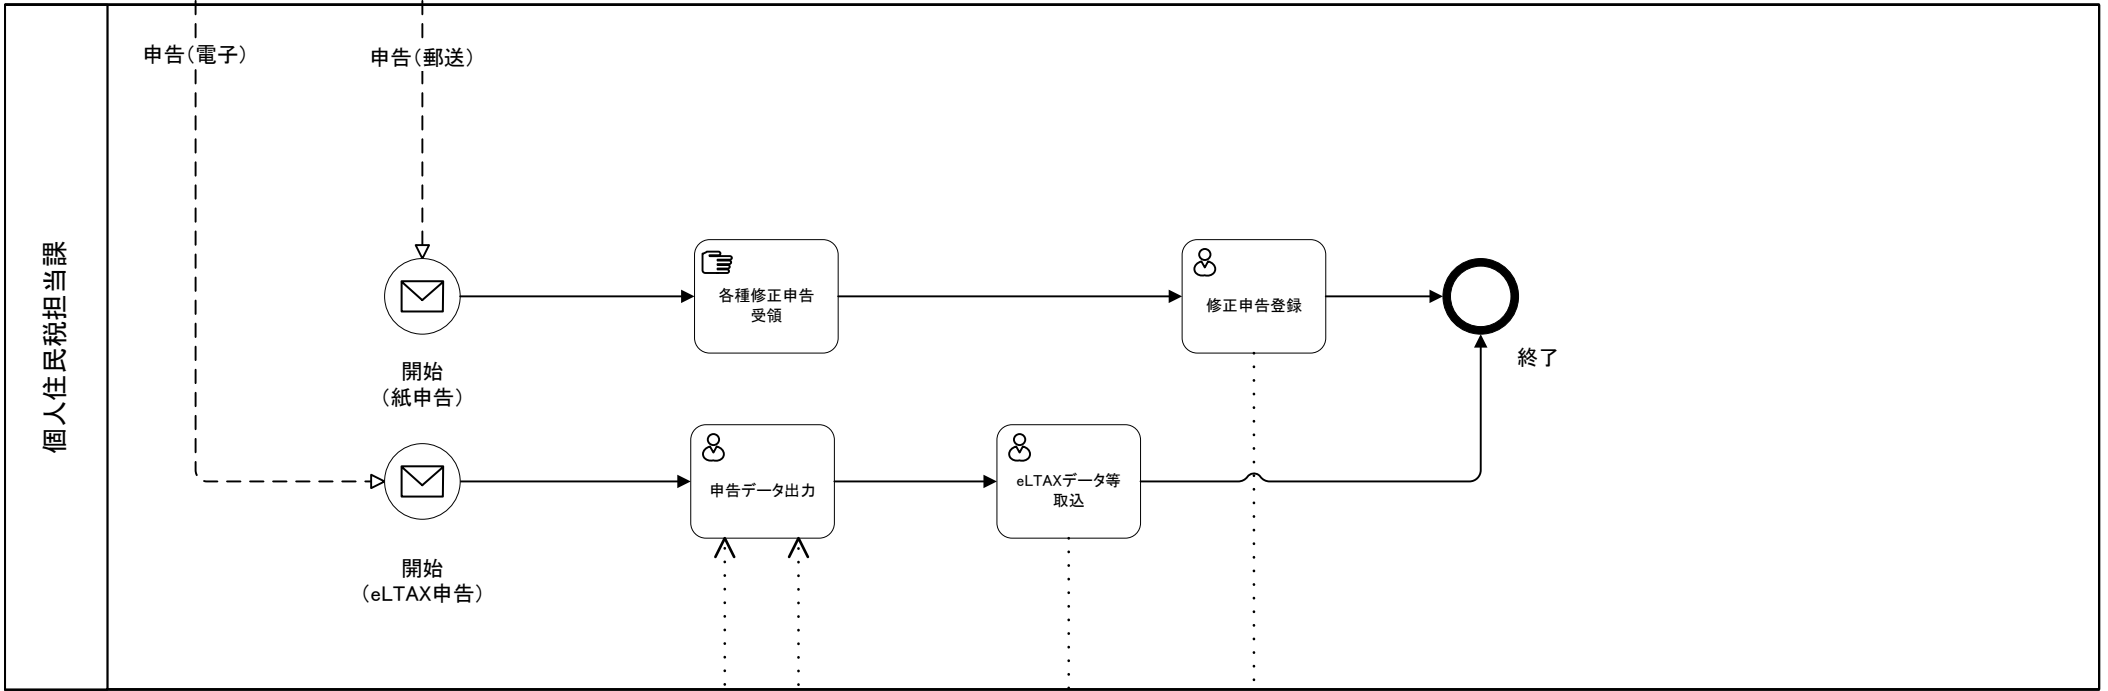 個人住民税担当課
申告(電子)
申告(郵送)
開始
(紙申告)
各種修正申告
受領
修正申告登録
終了
開始
(eLTAX申告)
申告データ出力
eLTAXデータ等
取込